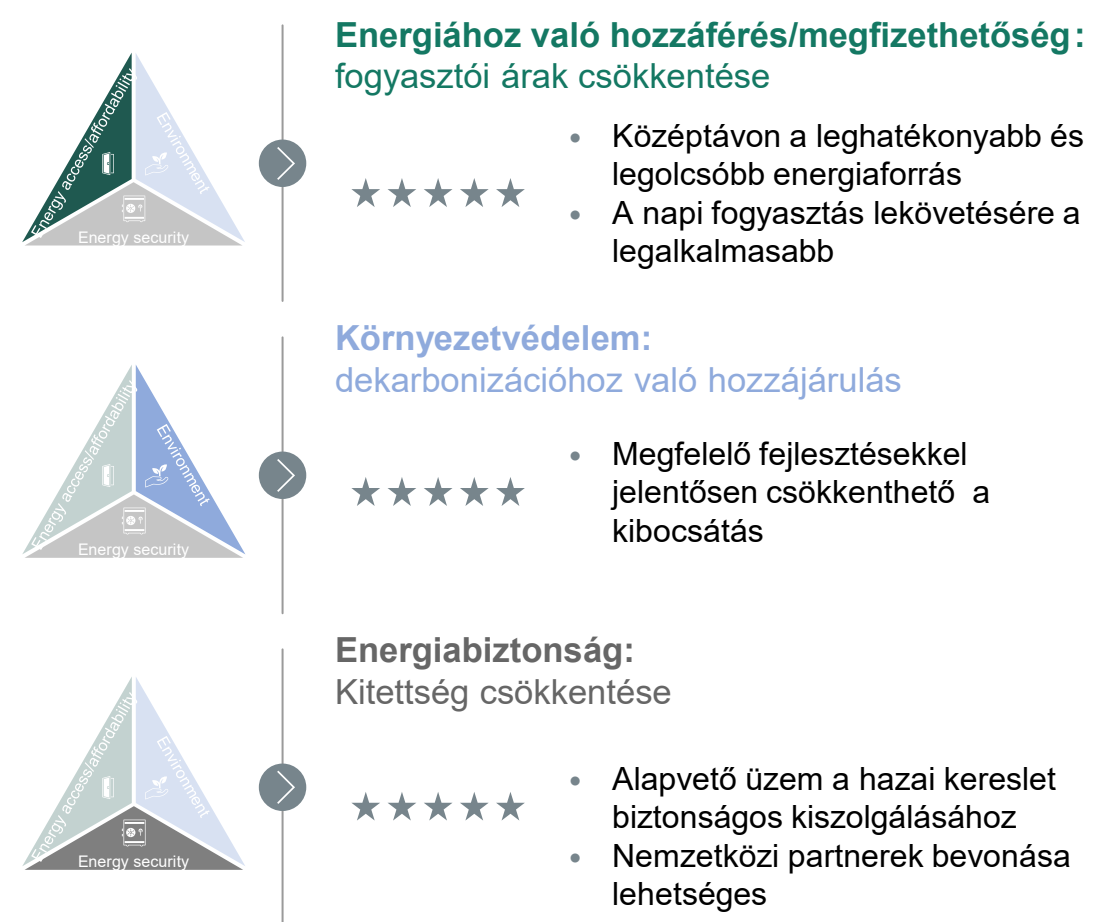 Energiához való hozzáférés/megfizethetőség:
fogyasztói árak csökkentése
Energy access/affordability
Environment
Energy security
★★★★★
• Középtávon a leghatékonyabb és
legolcsóbb energiaforrás
• A napi fogyasztás lekövetésére a
legalkalmasabb
Környezetvédelem:
dekarbonizációhoz való hozzájárulás
Energy access/affordability
Environment
Energy security
★★★★★
• Megfelelő fejlesztésekkel
jelentősen csökkenthető a
kibocsátás
Energiabiztonság:
Kitettség csökkentése
Energy access/affordability
Environment
Energy security
★★★★★
• Alapvető üzem a hazai kereslet
biztonságos kiszolgálásához
• Nemzetközi partnerek bevonása
lehetséges